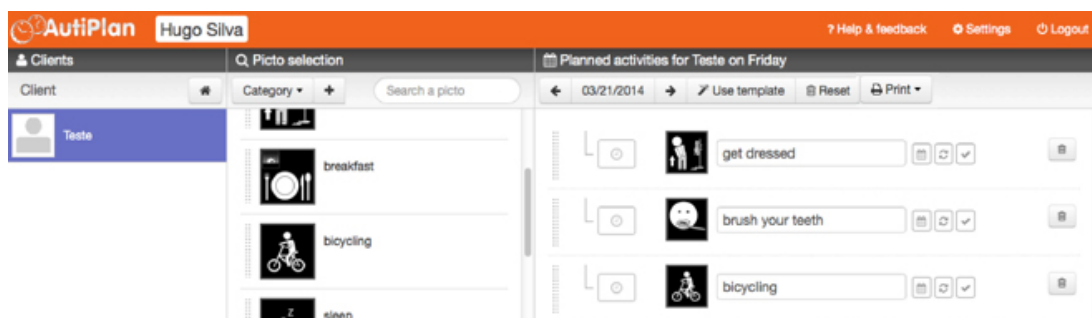 AutiPlan Hugo Silva ? Help & feedback Settings Logout
Clients Picto selection Planned activities for Teste on Friday
Client Category + Search a picto 03/21/2014 Use template Reset Print
Teste
breakfast
get dressed
brush your teeth
bicycling
bicycling
Z
sleep